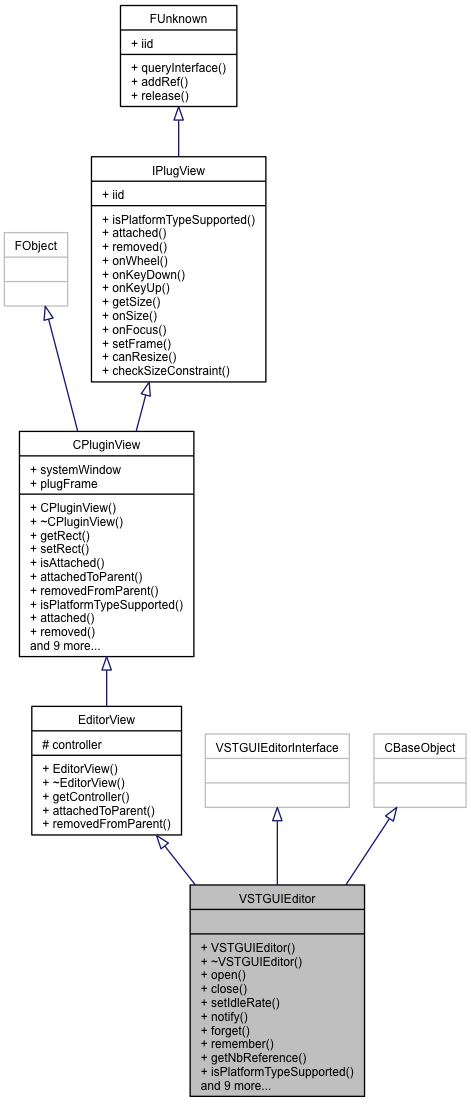 FUnknown
+ iid
+ queryInterface()
+ addRef()
+ release()
IPlugView
+ iid
+ isPlatformTypeSupported()
+ attached()
+ removed()
+ onWheel()
+ onKeyDown()
+ onKeyUp()
+ getSize()
+ onSize()
+ onFocus()
+ setFrame()
+ canResize()
+ checkSizeConstraint()
FObject
CPluginView
+ systemWindow
+ plugFrame
+ CPluginView()
+ ~CPluginView()
+ getRect()
+ setRect()
+ isAttached()
+ attachedToParent()
+ removedFromParent()
+ isPlatformTypeSupported()
+ attached()
+ removed()
and 9 more...
EditorView
# controller
+ EditorView()
+ ~EditorView()
+ getController()
+ attachedToParent()
+ removedFromParent()
VSTGUIEditorInterface
CBaseObject
VSTGUIEditor
+ VSTGUIEditor()
+ ~VSTGUIEditor()
+ open()
+ close()
+ setIdleRate()
+ notify()
+ forget()
+ remember()
+ getNbReference()
+ isPlatformTypeSupported()
and 9 more...